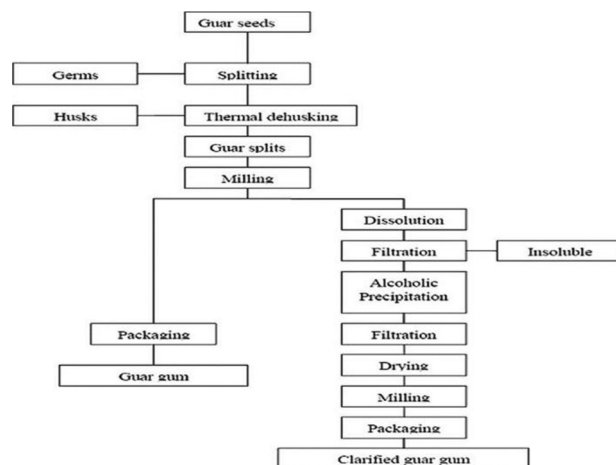 Guar seeds
Germs
Splitting
Husks
Thermal dehusking
Guar splits
Milling
Dissolution
Filtration
Insoluble
Alcoholic
Precipitation
Packaging
Filtration
Guar gum
Drying
Milling
Packaging
Clarified guar gum